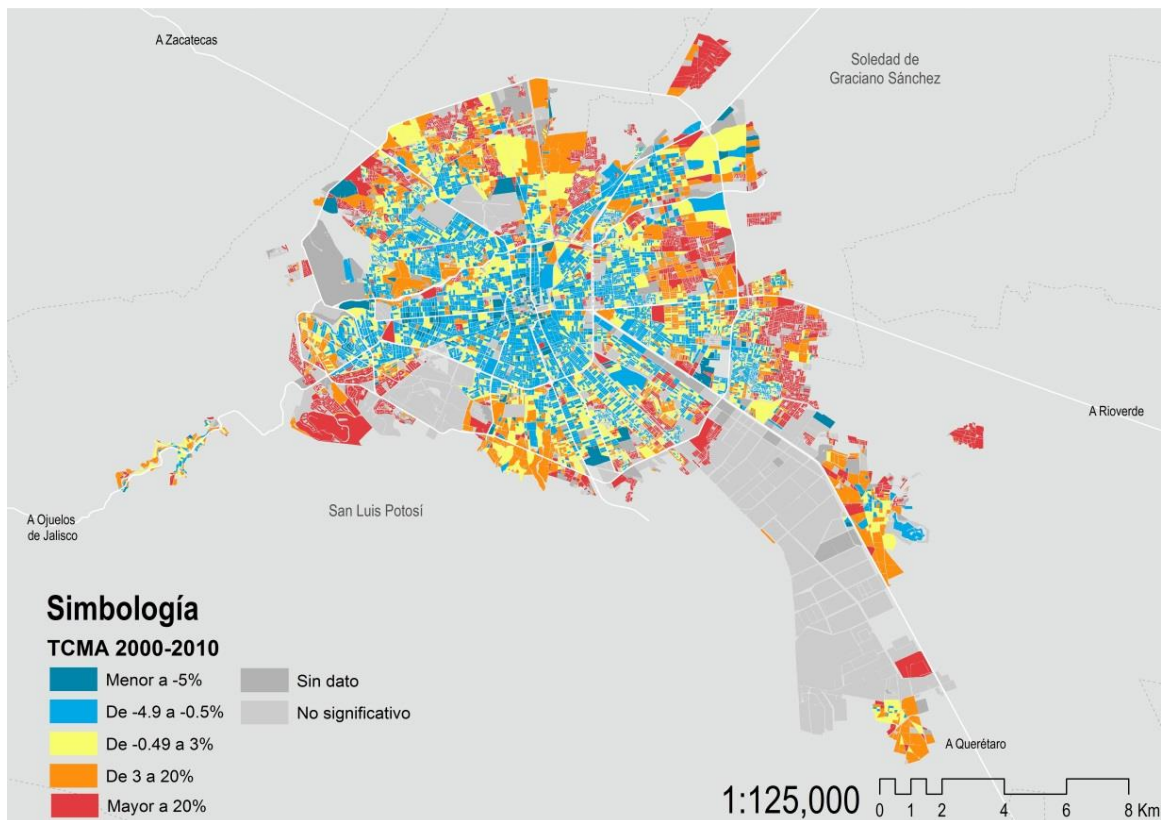 A Zacatecas
Soledad de
Graciano Sánchez
A Rioverde
A Ojuelos
de Jalisco
San Luis Potosí
A Querétaro
Simbología
TCMA 2000-2010
Menor a -5%
De -4.9 a -0.5%
De -0.49 a 3%
De 3 a 20%
Mayor a 20%
Sin dato
No significativo
1:125,000
0 1 2 4 6 8 Km